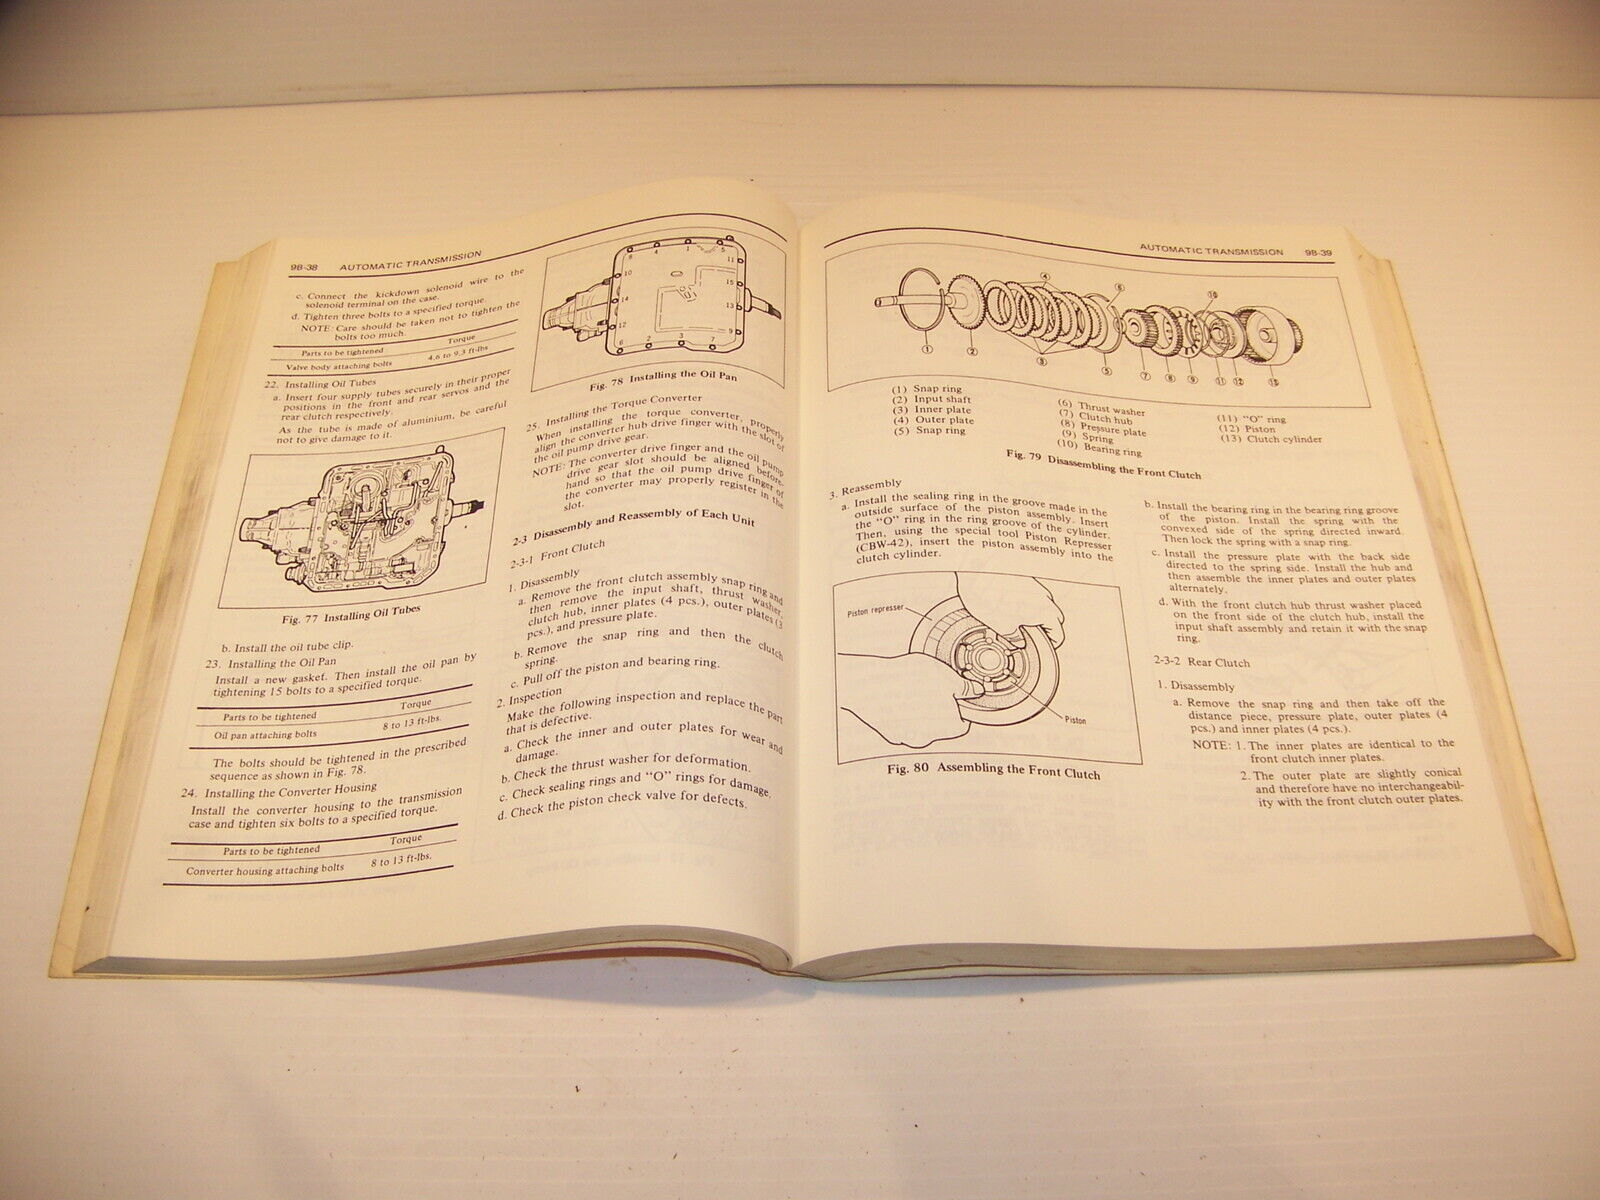 9B-38 AUTOMATIC TRANSMISSION
c. Connect the kickdown solenoid wire to the
solenoid terminal on the case.
d. Tighten three bolts to a specified torque.
NOTE: Care should be taken not to tighten the
bolts too much.
Parts to be tightened Torque
Valve body attaching bolts 4.6 to 9.3 ft-lbs
22. Installing Oil Tubes
a. Insert four supply tubes securely in their proper
positions in the front and rear servos and the
rear clutch respectively.
As the tube is made of aluminium, be careful
not to give damage to it.
Fig. 77 Installing Oil Tubes
b. Install the oil tube clip.
23. Installing the Oil Pan
Install a new gasket. Then install the oil pan by
tightening 15 bolts to a specified torque.
Parts to be tightened Torque
Oil pan attaching bolts 8 to 13 ft-lbs.
The bolts should be tightened in the prescribed
sequence as shown in Fig. 78.
24. Installing the Converter Housing
Install the converter housing to the transmission
case and tighten six bolts to a specified torque.
Parts to be tightened Torque
Converter housing attaching bolts 8 to 13 ft-lbs.
8 4 1 5
11
10
15
14
13
12
9
6 2 3 7
Fig. 78 Installing the Oil Pan
25. Installing the Torque Converter
When installing the torque converter, properly
align the converter hub drive finger with the slot of
the oil pump drive gear.
NOTE: The converter drive finger and the oil pump
drive gear slot should be aligned before-
hand so that the oil pump drive finger of
the converter may properly register in the
slot.
2-3 Disassembly and Reassembly of Each Unit
2-3-1 Front Clutch
1. Disassembly
a. Remove the front clutch assembly snap ring and
then remove the input shaft, thrust washer,
clutch hub, inner plates (4 pcs.), outer plates (3
pcs.), and pressure plate.
b. Remove the snap ring and then the clutch
spring.
c. Pull off the piston and bearing ring.
2. Inspection
Make the following inspection and replace the part
that is defective.
a. Check the inner and outer plates for wear and
damage.
b. Check the thrust washer for deformation.
c. Check sealing rings and "O" rings for damage.
d. Check the piston check valve for defects.
AUTOMATIC TRANSMISSION 9B-39
4 6 10
1 2 3 5 7 8 9 11 12 13
(1) Snap ring
(2) Input shaft
(3) Inner plate
(4) Outer plate
(5) Snap ring
(6) Thrust washer
(7) Clutch hub
(8) Pressure plate
(9) Spring
(10) Bearing ring
(11) "O" ring
(12) Piston
(13) Clutch cylinder
Fig. 79 Disassembling the Front Clutch
3. Reassembly
a. Install the sealing ring in the groove made in the
outside surface of the piston assembly. Insert
the "O" ring in the ring groove of the cylinder.
Then, using the special tool Piston Represser
(CBW-42), insert the piston assembly into the
clutch cylinder.
Piston represser
Piston
Fig. 80 Assembling the Front Clutch
b. Install the bearing ring in the bearing ring groove
of the piston. Install the spring with the
convexed side of the spring directed inward.
Then lock the spring with a snap ring.
c. Install the pressure plate with the back side
directed to the spring side. Install the hub and
then assemble the inner plates and outer plates
alternately.
d. With the front clutch hub thrust washer placed
on the front side of the clutch hub, install the
input shaft assembly and retain it with the snap
ring.
2-3-2 Rear Clutch
1. Disassembly
a. Remove the snap ring and then take off the
distance piece, pressure plate, outer plates (4
pcs.) and inner plates (4 pcs.).
NOTE: 1. The inner plates are identical to the
front clutch inner plates.
2. The outer plate are slightly conical
and therefore have no interchangeabil-
ity with the front clutch outer plates.